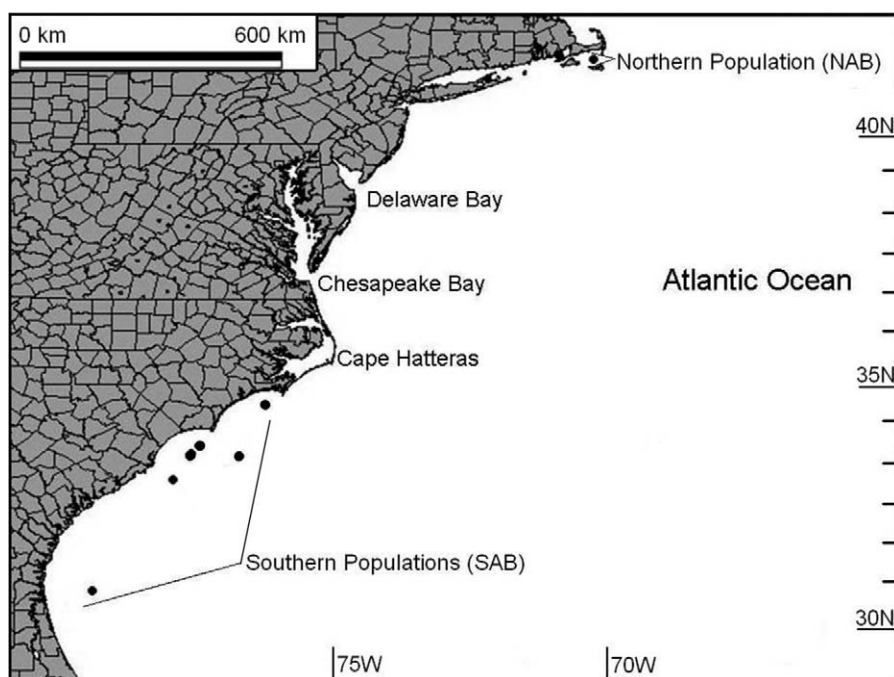 0 km 600 km
Northern Population (NAB)
40N
Delaware Bay
Chesapeake Bay
Atlantic Ocean
Cape Hatteras
35N
Southern Populations (SAB)
30N
75W 70W